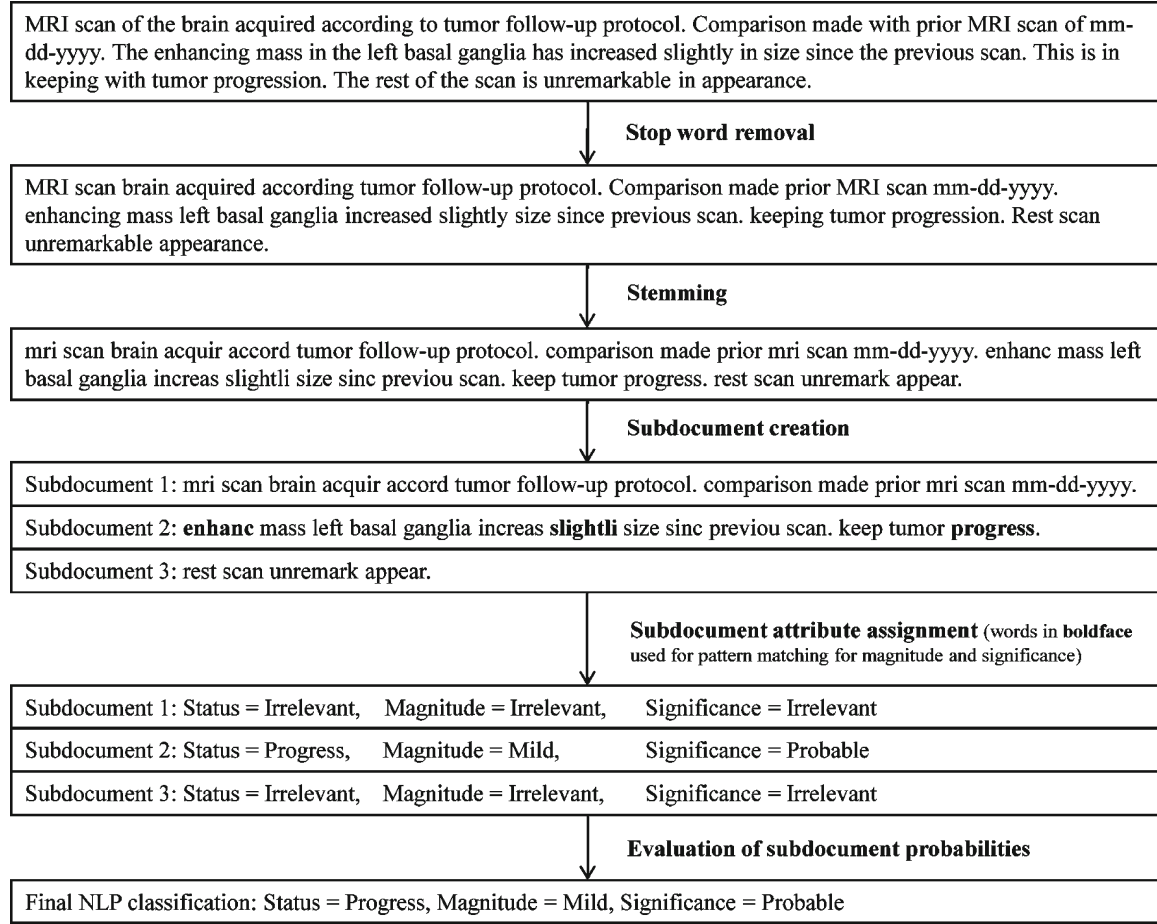 MRI scan of the brain acquired according to tumor follow-up protocol. Comparison made with prior MRI scan of mm-
dd-yyyy. The enhancing mass in the left basal ganglia has increased slightly in size since the previous scan. This is in
keeping with tumor progression. The rest of the scan is unremarkable in appearance.
Stop word removal
MRI scan brain acquired according tumor follow-up protocol. Comparison made prior MRI scan mm-dd-yyyy.
enhancing mass left basal ganglia increased slightly size since previous scan. keeping tumor progression. Rest scan
unremarkable appearance.
Stemming
mri scan brain acquir accord tumor follow-up protocol. comparison made prior mri scan mm-dd-yyyy. enhanc mass left
basal ganglia increas slightli size sinc previou scan. keep tumor progress. rest scan unremark appear.
Subdocument creation
Subdocument 1: mri scan brain acquir accord tumor follow-up protocol. comparison made prior mri scan mm-dd-yyyy.
Subdocument 2: enhanc mass left basal ganglia increas slightli size sinc previou scan. keep tumor progress.
Subdocument 3: rest scan unremark appear.
Subdocument attribute assignment (words in boldface
used for pattern matching for magnitude and significance)
Subdocument 1: Status = Irrelevant, Magnitude = Irrelevant, Significance = Irrelevant
Subdocument 2: Status = Progress, Magnitude = Mild, Significance = Probable
Subdocument 3: Status = Irrelevant, Magnitude = Irrelevant, Significance = Irrelevant
Evaluation of subdocument probabilities
Final NLP classification: Status = Progress, Magnitude = Mild, Significance = Probable